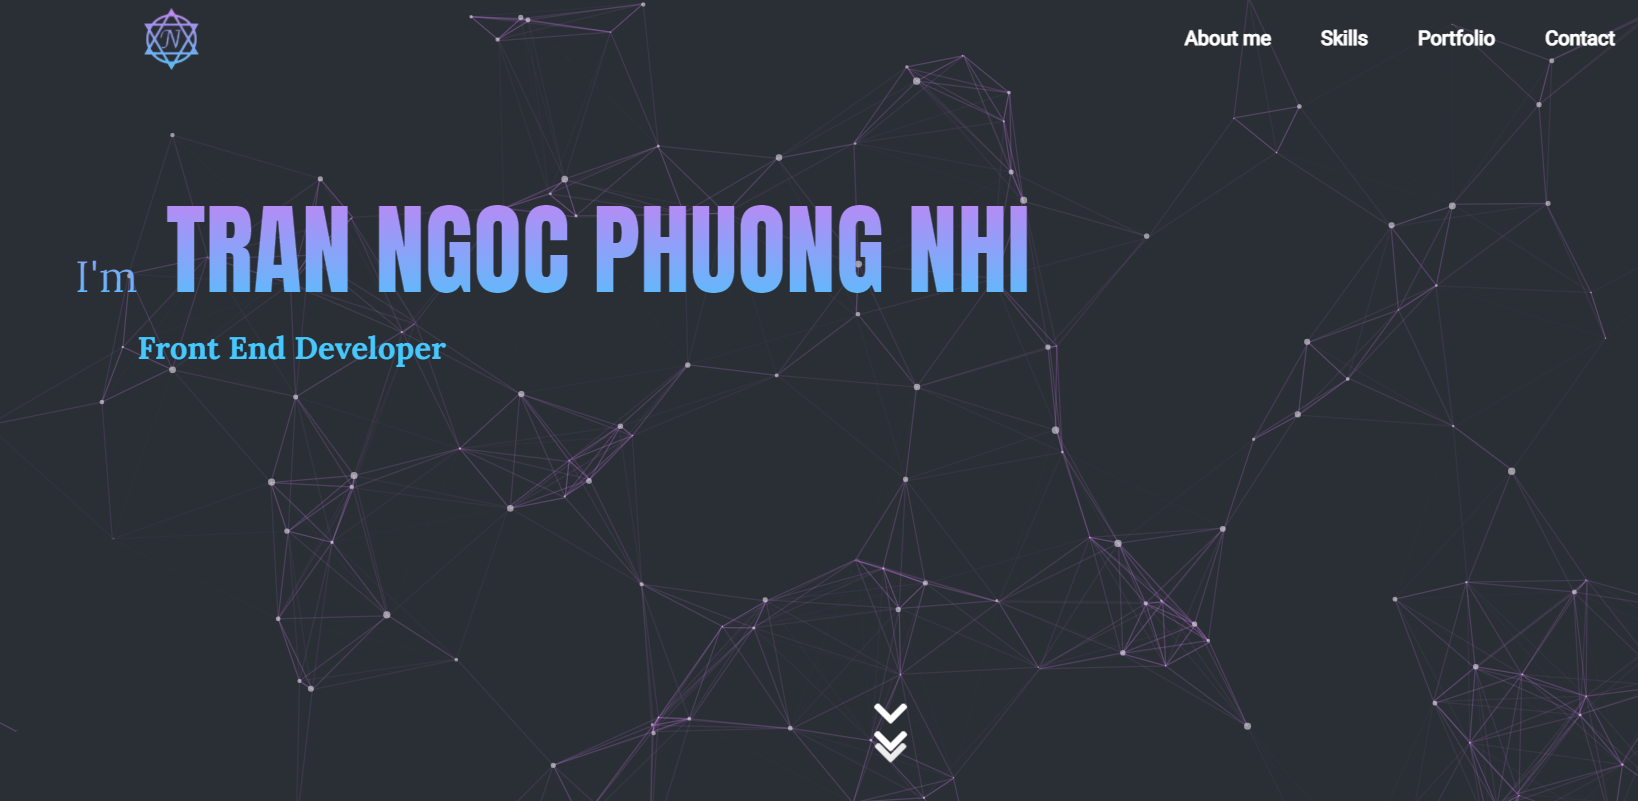 N
About me Skills Portfolio Contact
I'm TRAN NGOC PHUONG NHI
Front End Developer